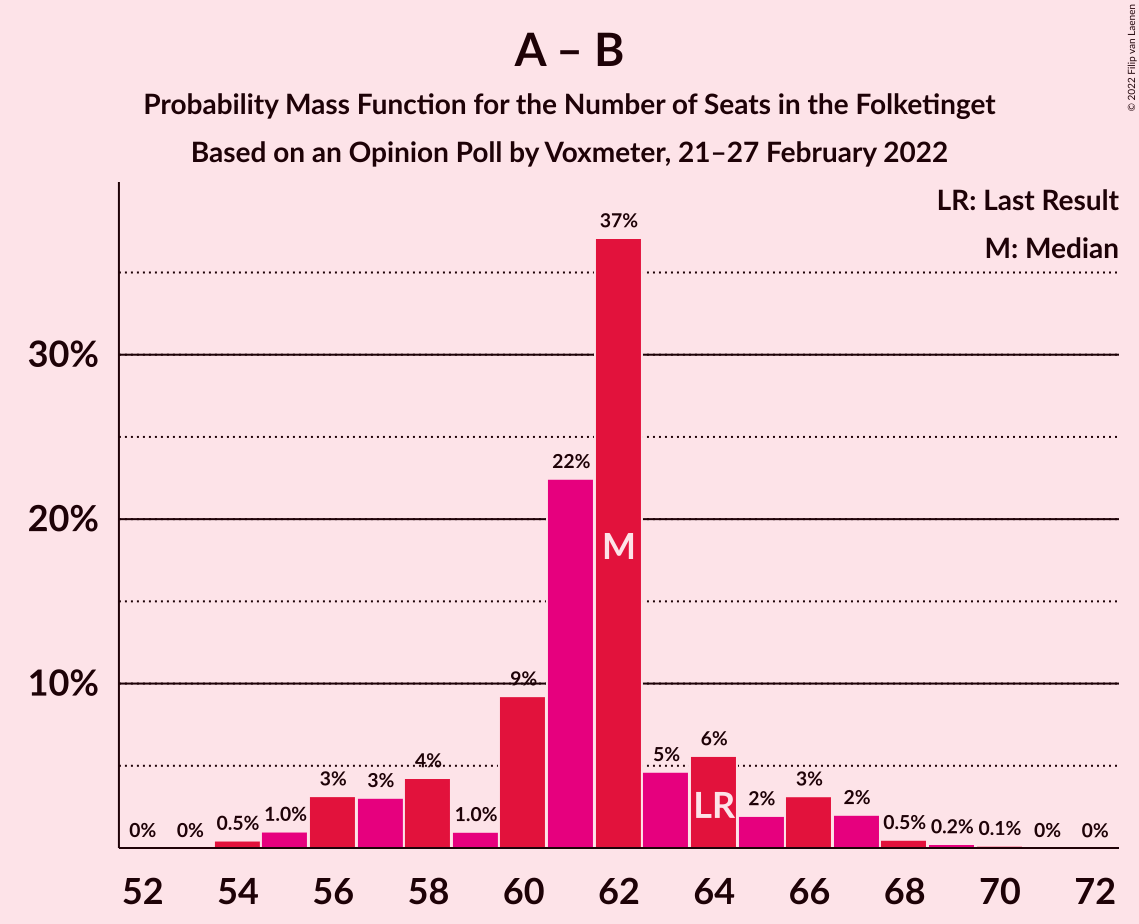 A – B
Probability Mass Function for the Number of Seats in the Folketinget
Based on an Opinion Poll by Voxmeter, 21–27 February 2022
© 2022 Filip van Laenen
LR: Last Result
M: Median
37%
30%
22%
20%
M
10%
9%
6%
5%
4%
3%
3%
3%
2%
2%
LR
1.0%
1.0%
0.5%
0.5%
0.2%
0.1%
0%
0%
0%
0%
52 54 56 58 60 62 64 66 68 70 72